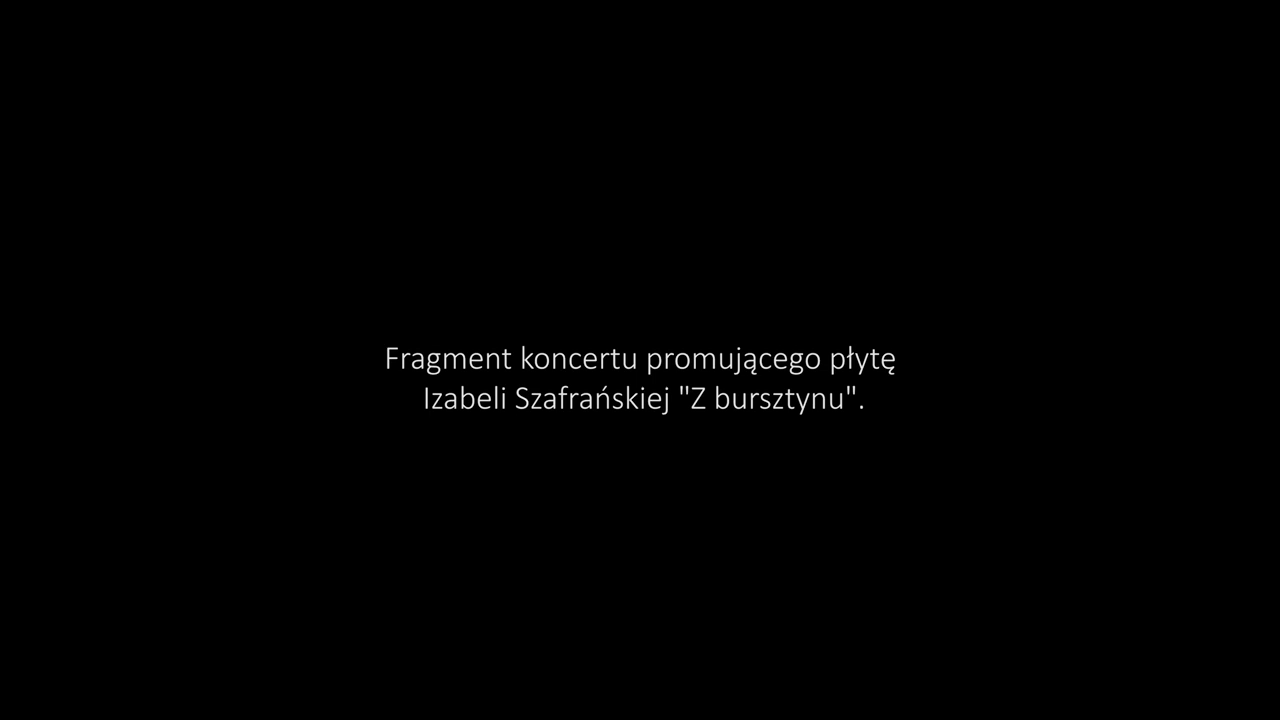 Fragment koncertu promującego płytę
Izabeli Szafrańskiej "Z bursztynu".